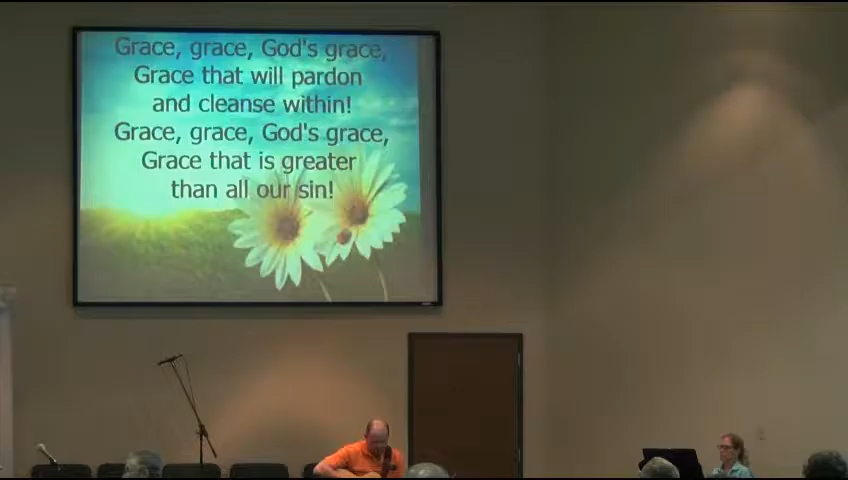 Grace, grace, God's grace,
Grace that will pardon
and cleanse within!
Grace, grace, God's grace,
Grace that is greater
than all our sin!